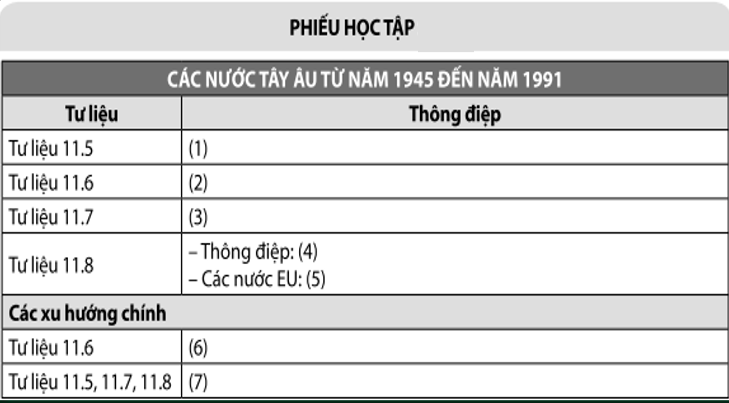 PHIẾU HỌC TẬP
CÁC NƯỚC TÂY ÂU TỪ NĂM 1945 ĐẾN NĂM 1991
Tư liệu Thông điệp
Tư liệu 11.5 (1)
Tư liệu 11.6 (2)
Tư liệu 11.7 (3)
Tư liệu 11.8 – Thông điệp: (4)
– Các nước EU: (5)
Các xu hướng chính
Tư liệu 11.6 (6)
Tư liệu 11.5, 11.7, 11.8 (7)